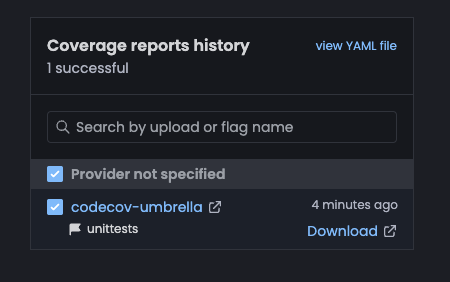 Coverage reports history
view YAML file
1 successful
Search by upload or flag name
Provider not specified
codecov-umbrella
4 minutes ago
unittests
Download